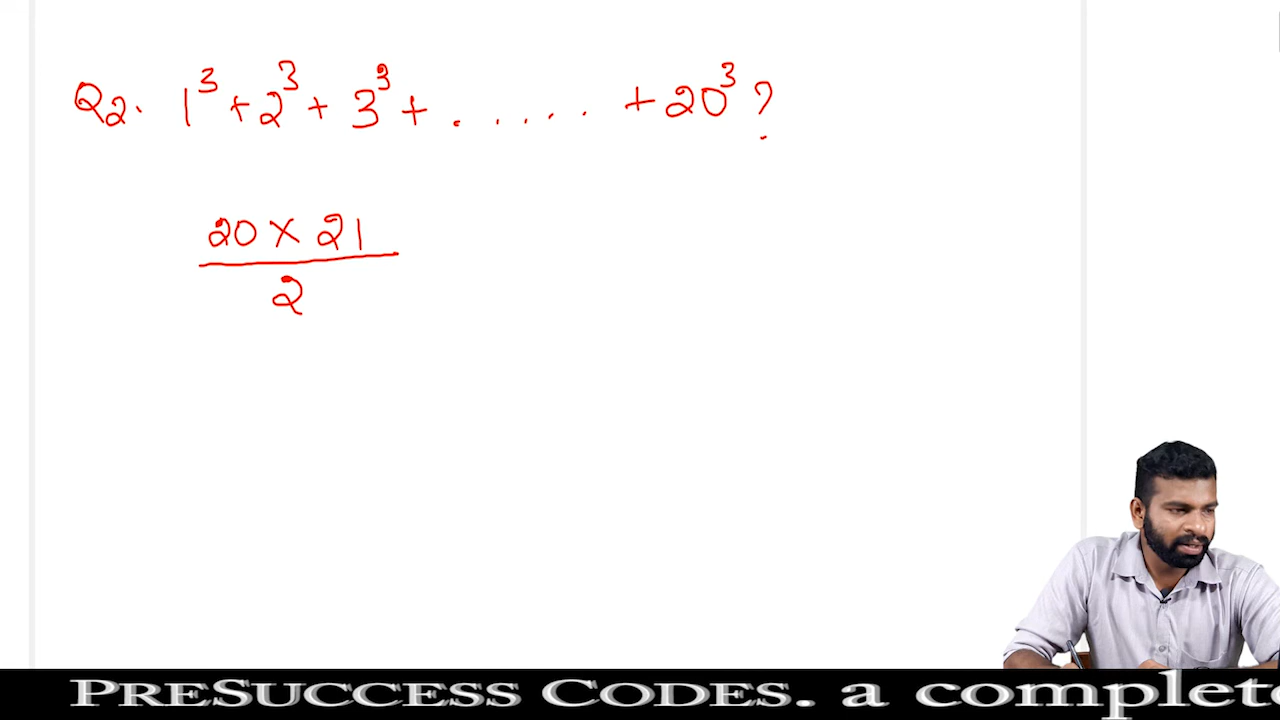 Q2. 1³ + 2³ + 3³ + . . . . . . + 20³ ?
20 × 21
2
PRESUCCESS CODES. a complete